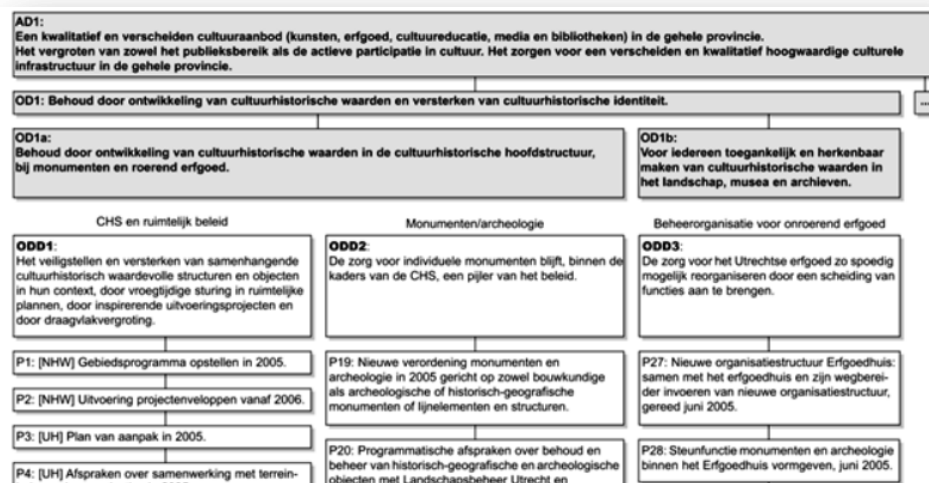 AD1:
Een kwalitatief en verscheiden cultuuraanbod (kunsten, erfgoed, cultuureducatie, media en bibliotheken) in de gehele provincie.
Het vergroten van zowel het publieksbereik als de actieve participatie in cultuur. Het zorgen voor een verscheiden en kwalitatief hoogwaardige culturele
infrastructuur in de gehele provincie.
OD1: Behoud door ontwikkeling van cultuurhistorische waarden en versterken van cultuurhistorische identiteit.
...
OD1a:
Behoud door ontwikkeling van cultuurhistorische waarden in de cultuurhistorische hoofdstructuur,
bij monumenten en roerend erfgoed.
OD1b:
Voor iedereen toegankelijk en herkenbaar
maken van cultuurhistorische waarden in
het landschap, musea en archieven.
CHS en ruimtelijk beleid
ODD1:
Het veiligstellen en versterken van samenhangende
cultuurhistorisch waardevolle structuren en objecten
in hun context, door vroegtijdige sturing in ruimtelijke
plannen, door inspirerende uitvoeringsprojecten en
door draagvlakvergroting.
P1: [NHW] Gebiedsprogramma opstellen in 2005.
P2: [NHW] Uitvoering projectenveloppen vanaf 2006.
P3: [UH] Plan van aanpak in 2005.
P4: [UH] Afspraken over samenwerking met terrein-
Monumenten/archeologie
ODD2:
De zorg voor individuele monumenten blijft, binnen de
kaders van de CHS, een pijler van het beleid.
P19: Nieuwe verordening monumenten en
archeologie in 2005 gericht op zowel bouwkundige
als archeologische of historisch-geografische
monumenten of lijnelementen en structuren.
P20: Programmatische afspraken over behoud en
beheer van historisch-geografische en archeologische
objecten met Landschapsbeheer Utrecht en
Beheerorganisatie voor onroerend erfgoed
ODD3:
De zorg voor het Utrechtse erfgoed zo spoedig
mogelijk reorganiseren door een scheiding van
functies aan te brengen.
P27: Nieuwe organisatiestructuur Erfgoedhuis:
samen met het erfgoedhuis en zijn wegberei-
der invoeren van nieuwe organisatiestructuur,
gereed juni 2005.
P28: Steunfunctie monumenten en archeologie
binnen het Erfgoedhuis vormgeven, juni 2005.